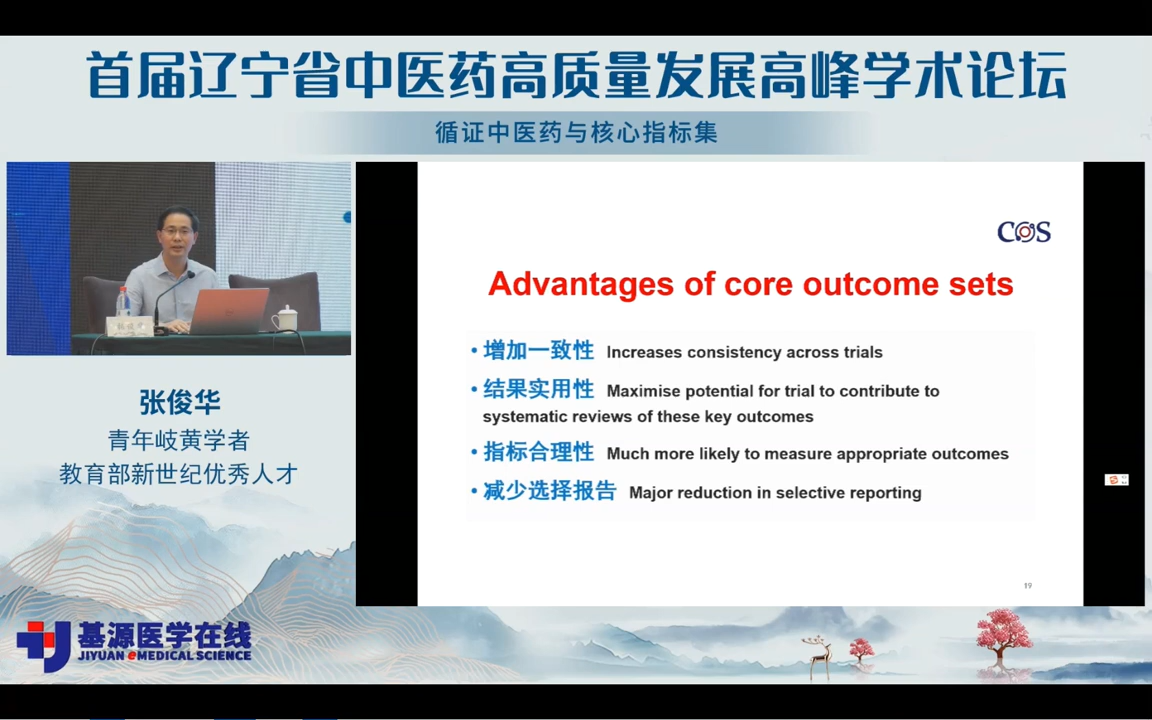 首届辽宁省中医药高质量发展高峰学术论坛
循证中医药与核心指标集
张俊华
青年岐黄学者
教育部新世纪优秀人才
基源医学在线
JIYUAN eMEDICAL SCIENCE
COS
Advantages of core outcome sets
• 增加一致性 Increases consistency across trials
• 结果实用性 Maximise potential for trial to contribute to
systematic reviews of these key outcomes
• 指标合理性 Much more likely to measure appropriate outcomes
• 减少选择报告 Major reduction in selective reporting
19